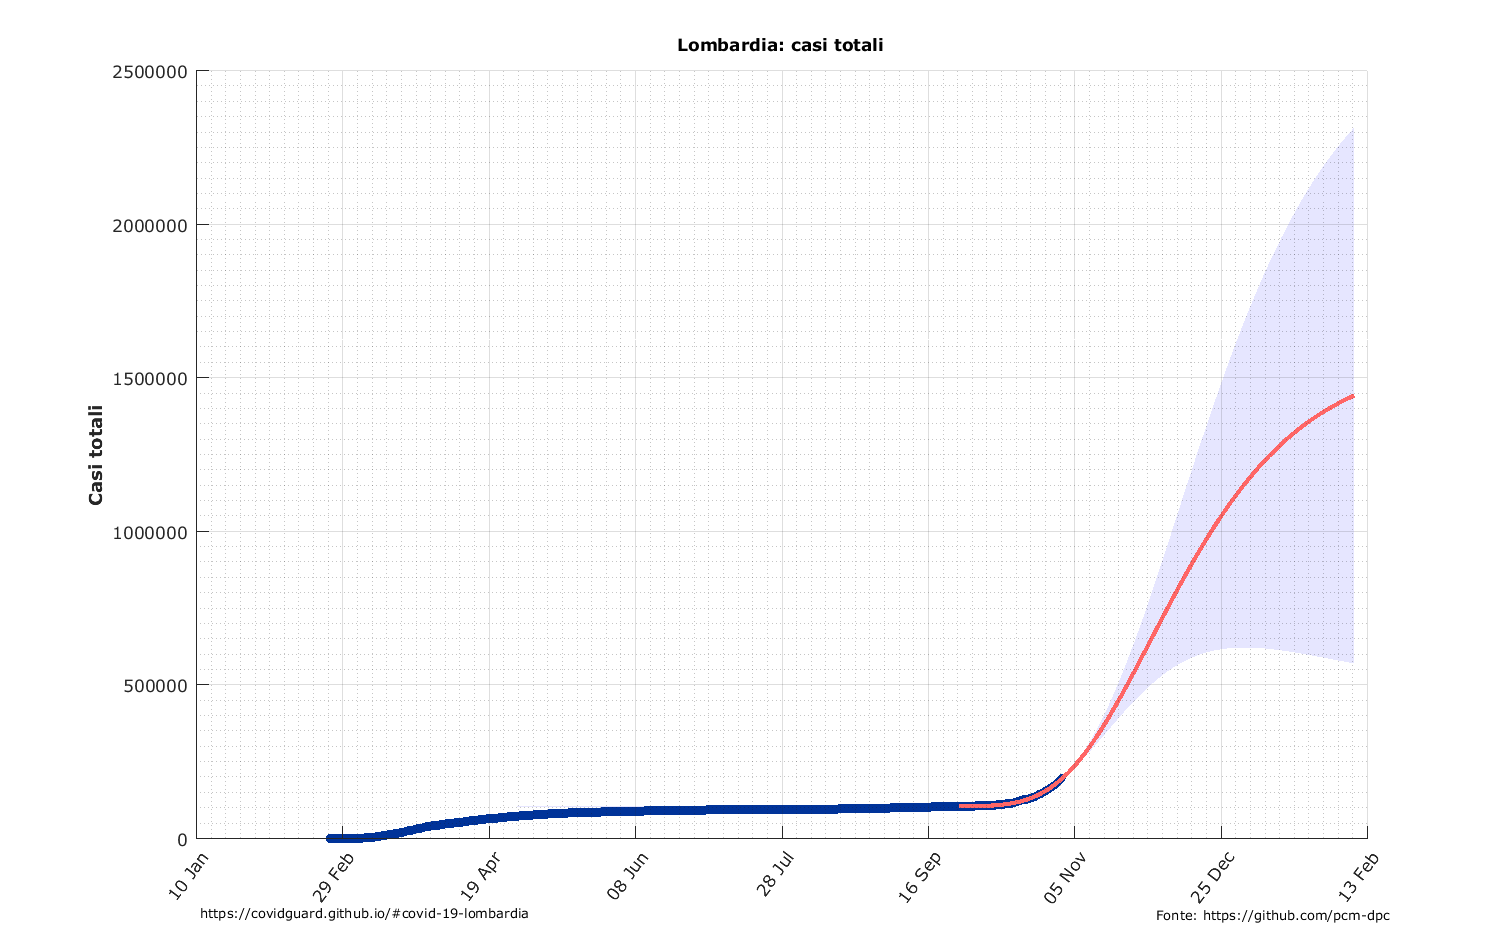 Lombardia: casi totali
2500000
2000000
1500000
1000000
500000
0
Casi totali
10 Jan
29 Feb
19 Apr
08 Jun
28 Jul
16 Sep
05 Nov
25 Dec
13 Feb
https://covidguard.github.io/#covid-19-lombardia
Fonte: https://github.com/pcm-dpc